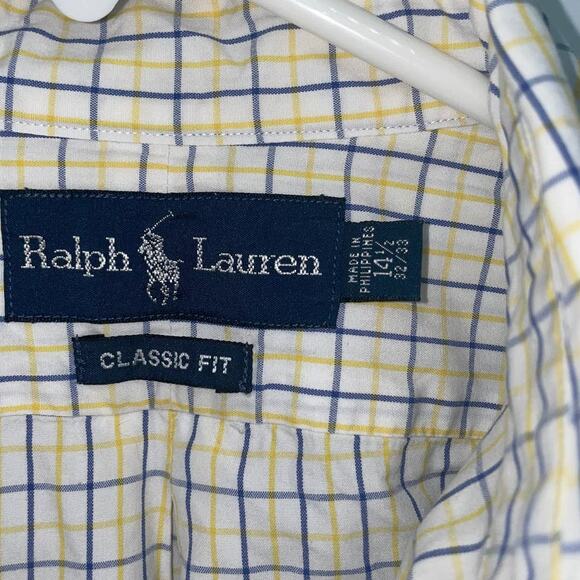 Ralph Lauren
MADE IN
PHILIPPINES
14½
32/33
CLASSIC FIT